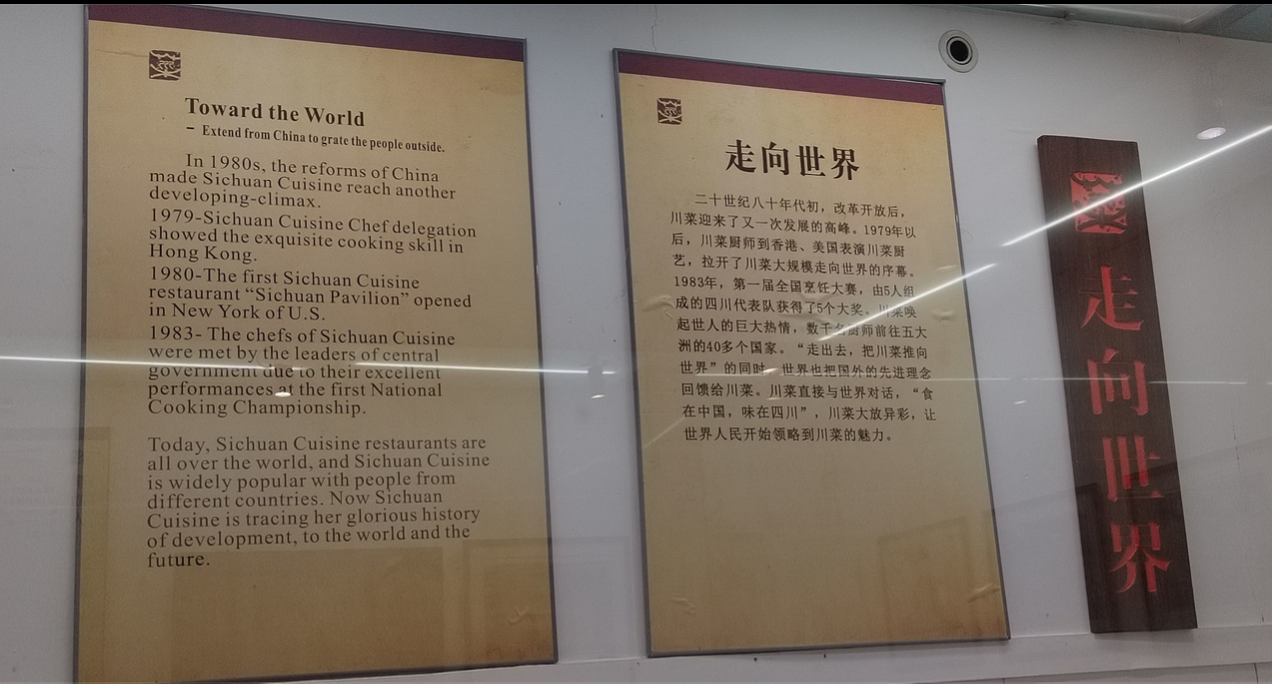 Toward the World
- Extend from China to grate the people outside.
In 1980s, the reforms of China
made Sichuan Cuisine reach another
developing-climax.
1979-Sichuan Cuisine Chef delegation
showed the exquisite cooking skill in
Hong Kong.
1980-The first Sichuan Cuisine
restaurant “Sichuan Pavilion” opened
in New York of U.S.
1983- The chefs of Sichuan Cuisine
were met by the leaders of central
government due to their excellent
performances at the first National
Cooking Championship.
Today, Sichuan Cuisine restaurants are
all over the world, and Sichuan Cuisine
is widely popular with people from
different countries. Now Sichuan
Cuisine is tracing her glorious history
of development, to the world and the
future.
走向世界
二十世纪八十年代初，改革开放后，
川菜迎来了又一次发展的高峰。1979年以
后，川菜厨师到香港、美国表演川菜厨
艺，拉开了川菜大规模走向世界的序幕。
1983年，第一届全国烹饪大赛，由5人组
成的四川代表队获得了5个大奖。川菜唤
起世人的巨大热情，数千名厨师前往五大
洲的40多个国家。“走出去，把川菜推向
世界”的同时，世界也把国外的先进理念
回馈给川菜。川菜直接与世界对话，“食
在中国，味在四川”，川菜大放异彩，让
世界人民开始领略到川菜的魅力。
走向世界